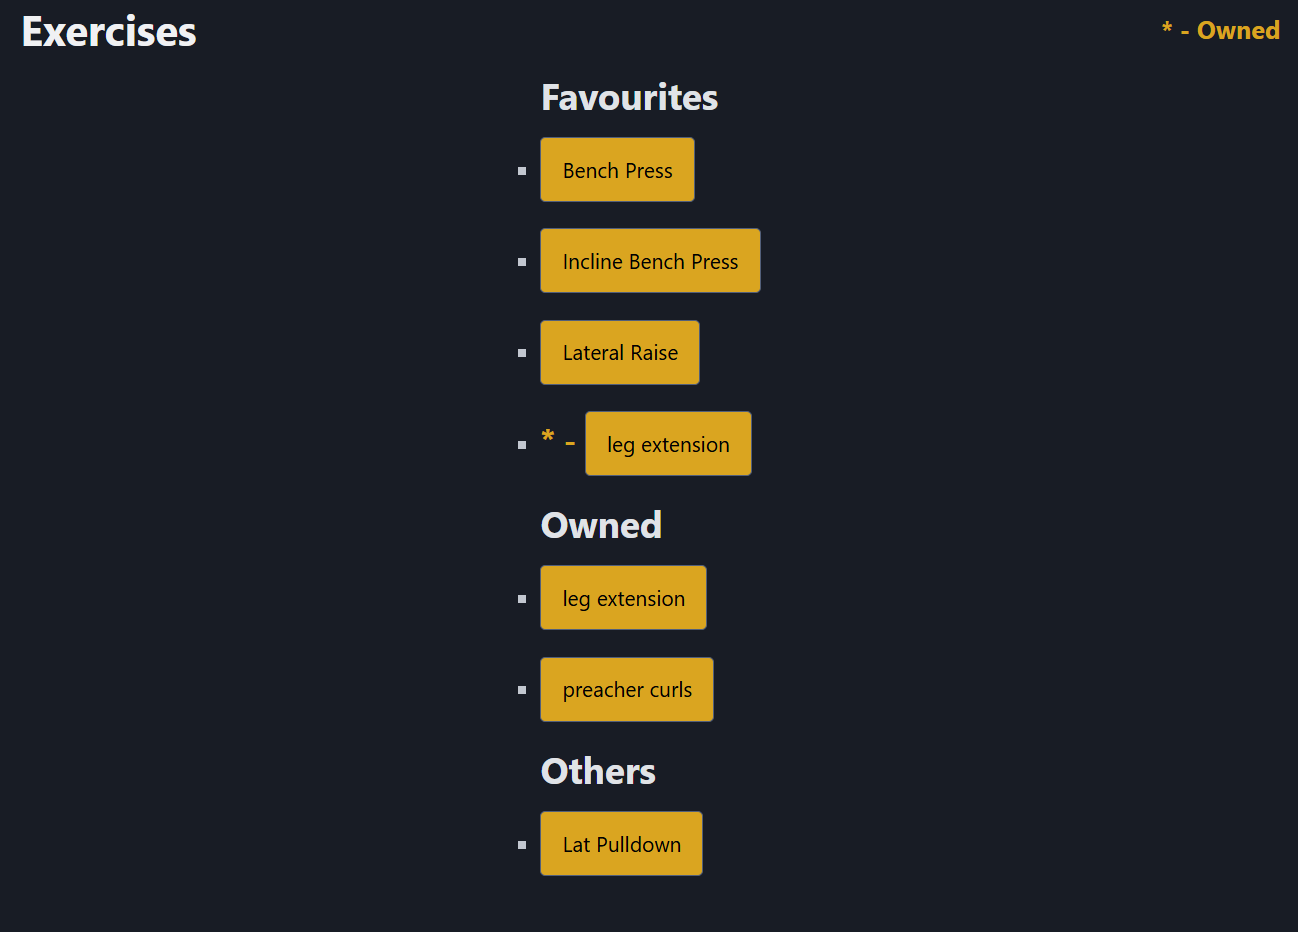 Exercises
* - Owned
Favourites
Bench Press
Incline Bench Press
Lateral Raise
* - leg extension
Owned
leg extension
preacher curls
Others
Lat Pulldown